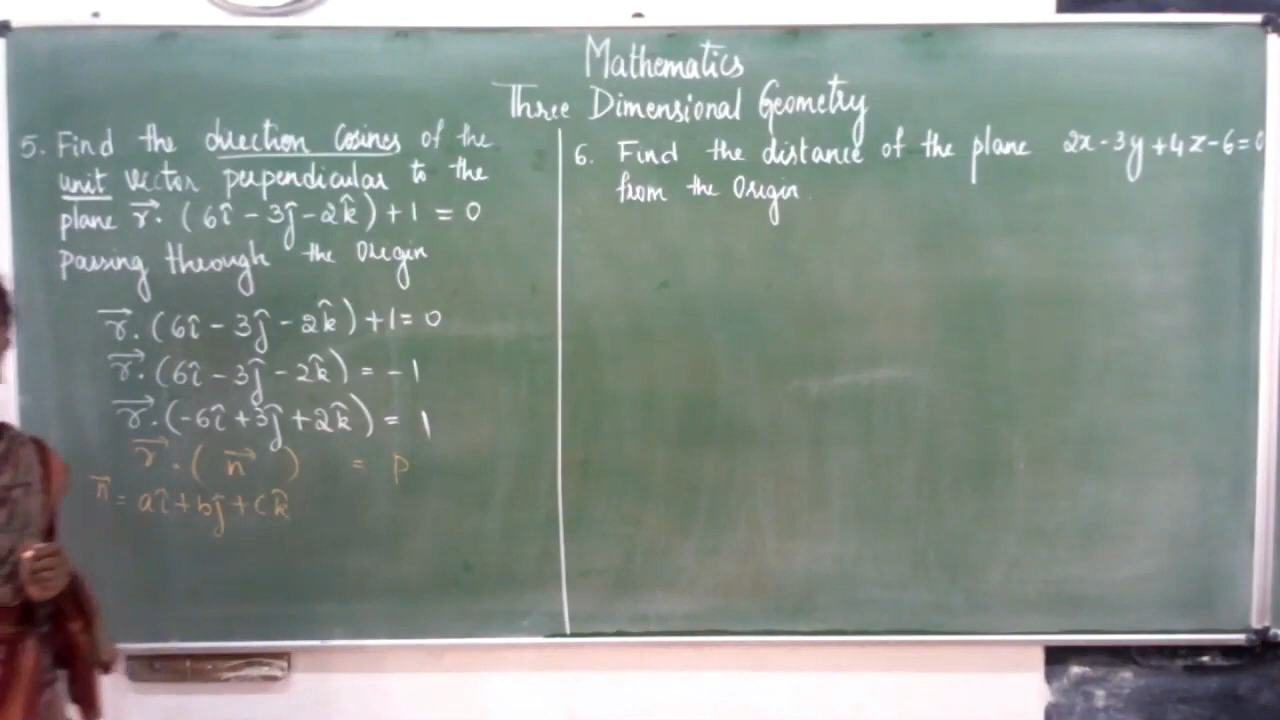 Mathematics
Three Dimensional Geometry
5. Find the direction Cosines of the
unit vector perpendicular to the
plane r⃗. (6î - 3ĵ - 2k̂) + 1 = 0
passing through the Origin
r⃗. (6î - 3ĵ - 2k̂) + 1 = 0
r⃗. (6î - 3ĵ - 2k̂) = - 1
r⃗. (-6î + 3ĵ + 2k̂) = 1
r⃗. ( n⃗ ) = p
n⃗ = aî + bĵ + ck̂
6. Find the distance of the plane 2x - 3y + 4z - 6 = 0
from the Origin.